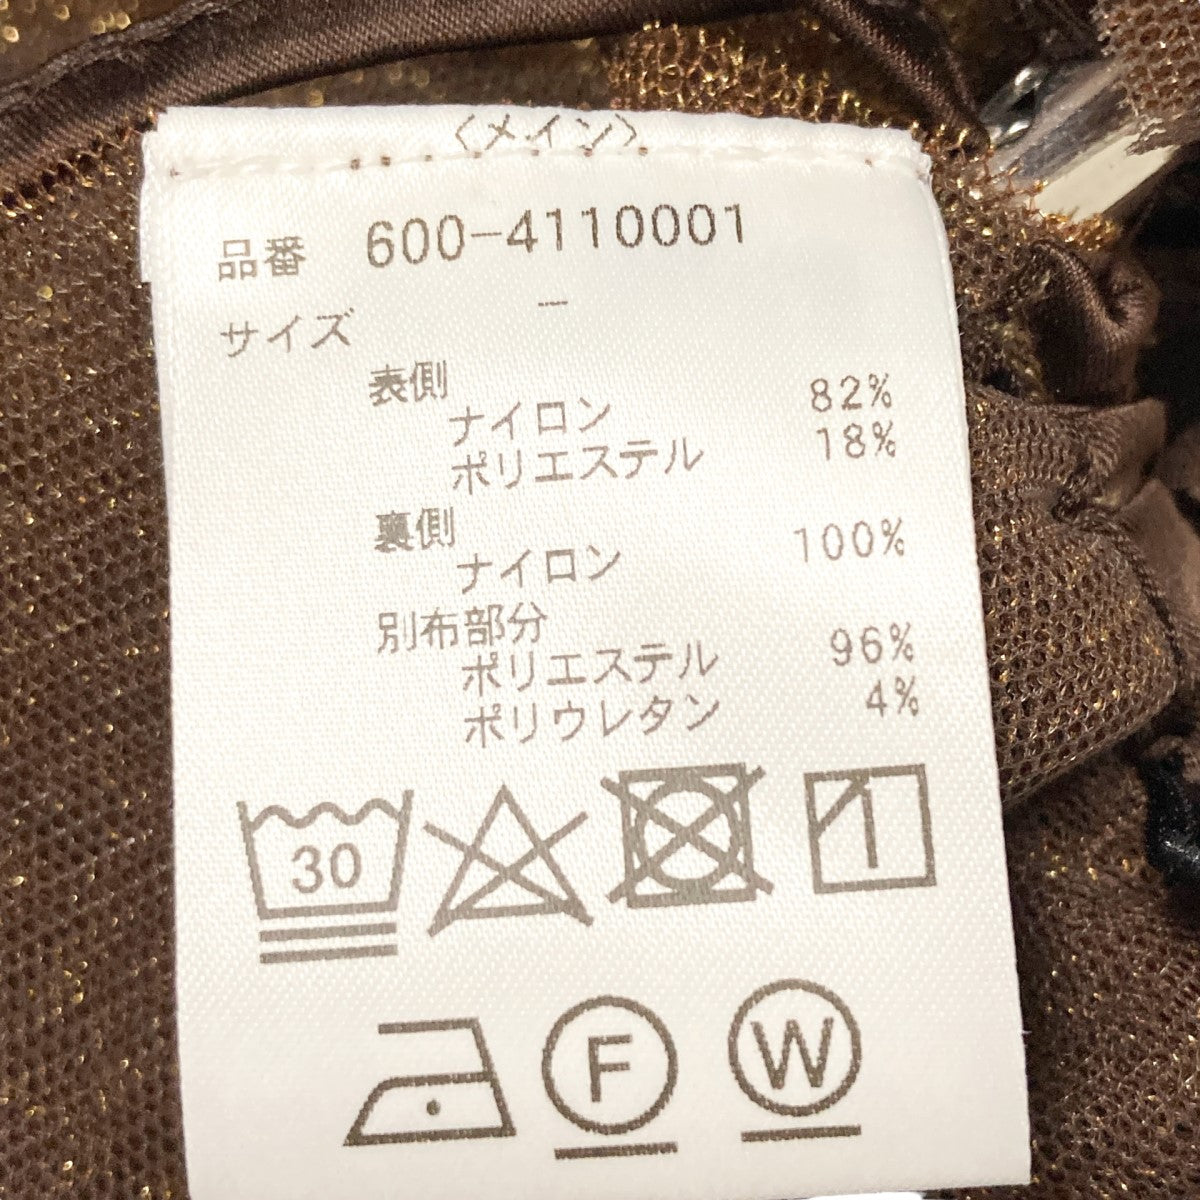 〈メイン〉
品番 600-4110001
サイズ -
表側
ナイロン 82%
ポリエステル 18%
裏側
ナイロン 100%
別布部分
ポリエステル 96%
ポリウレタン 4%
30
F W